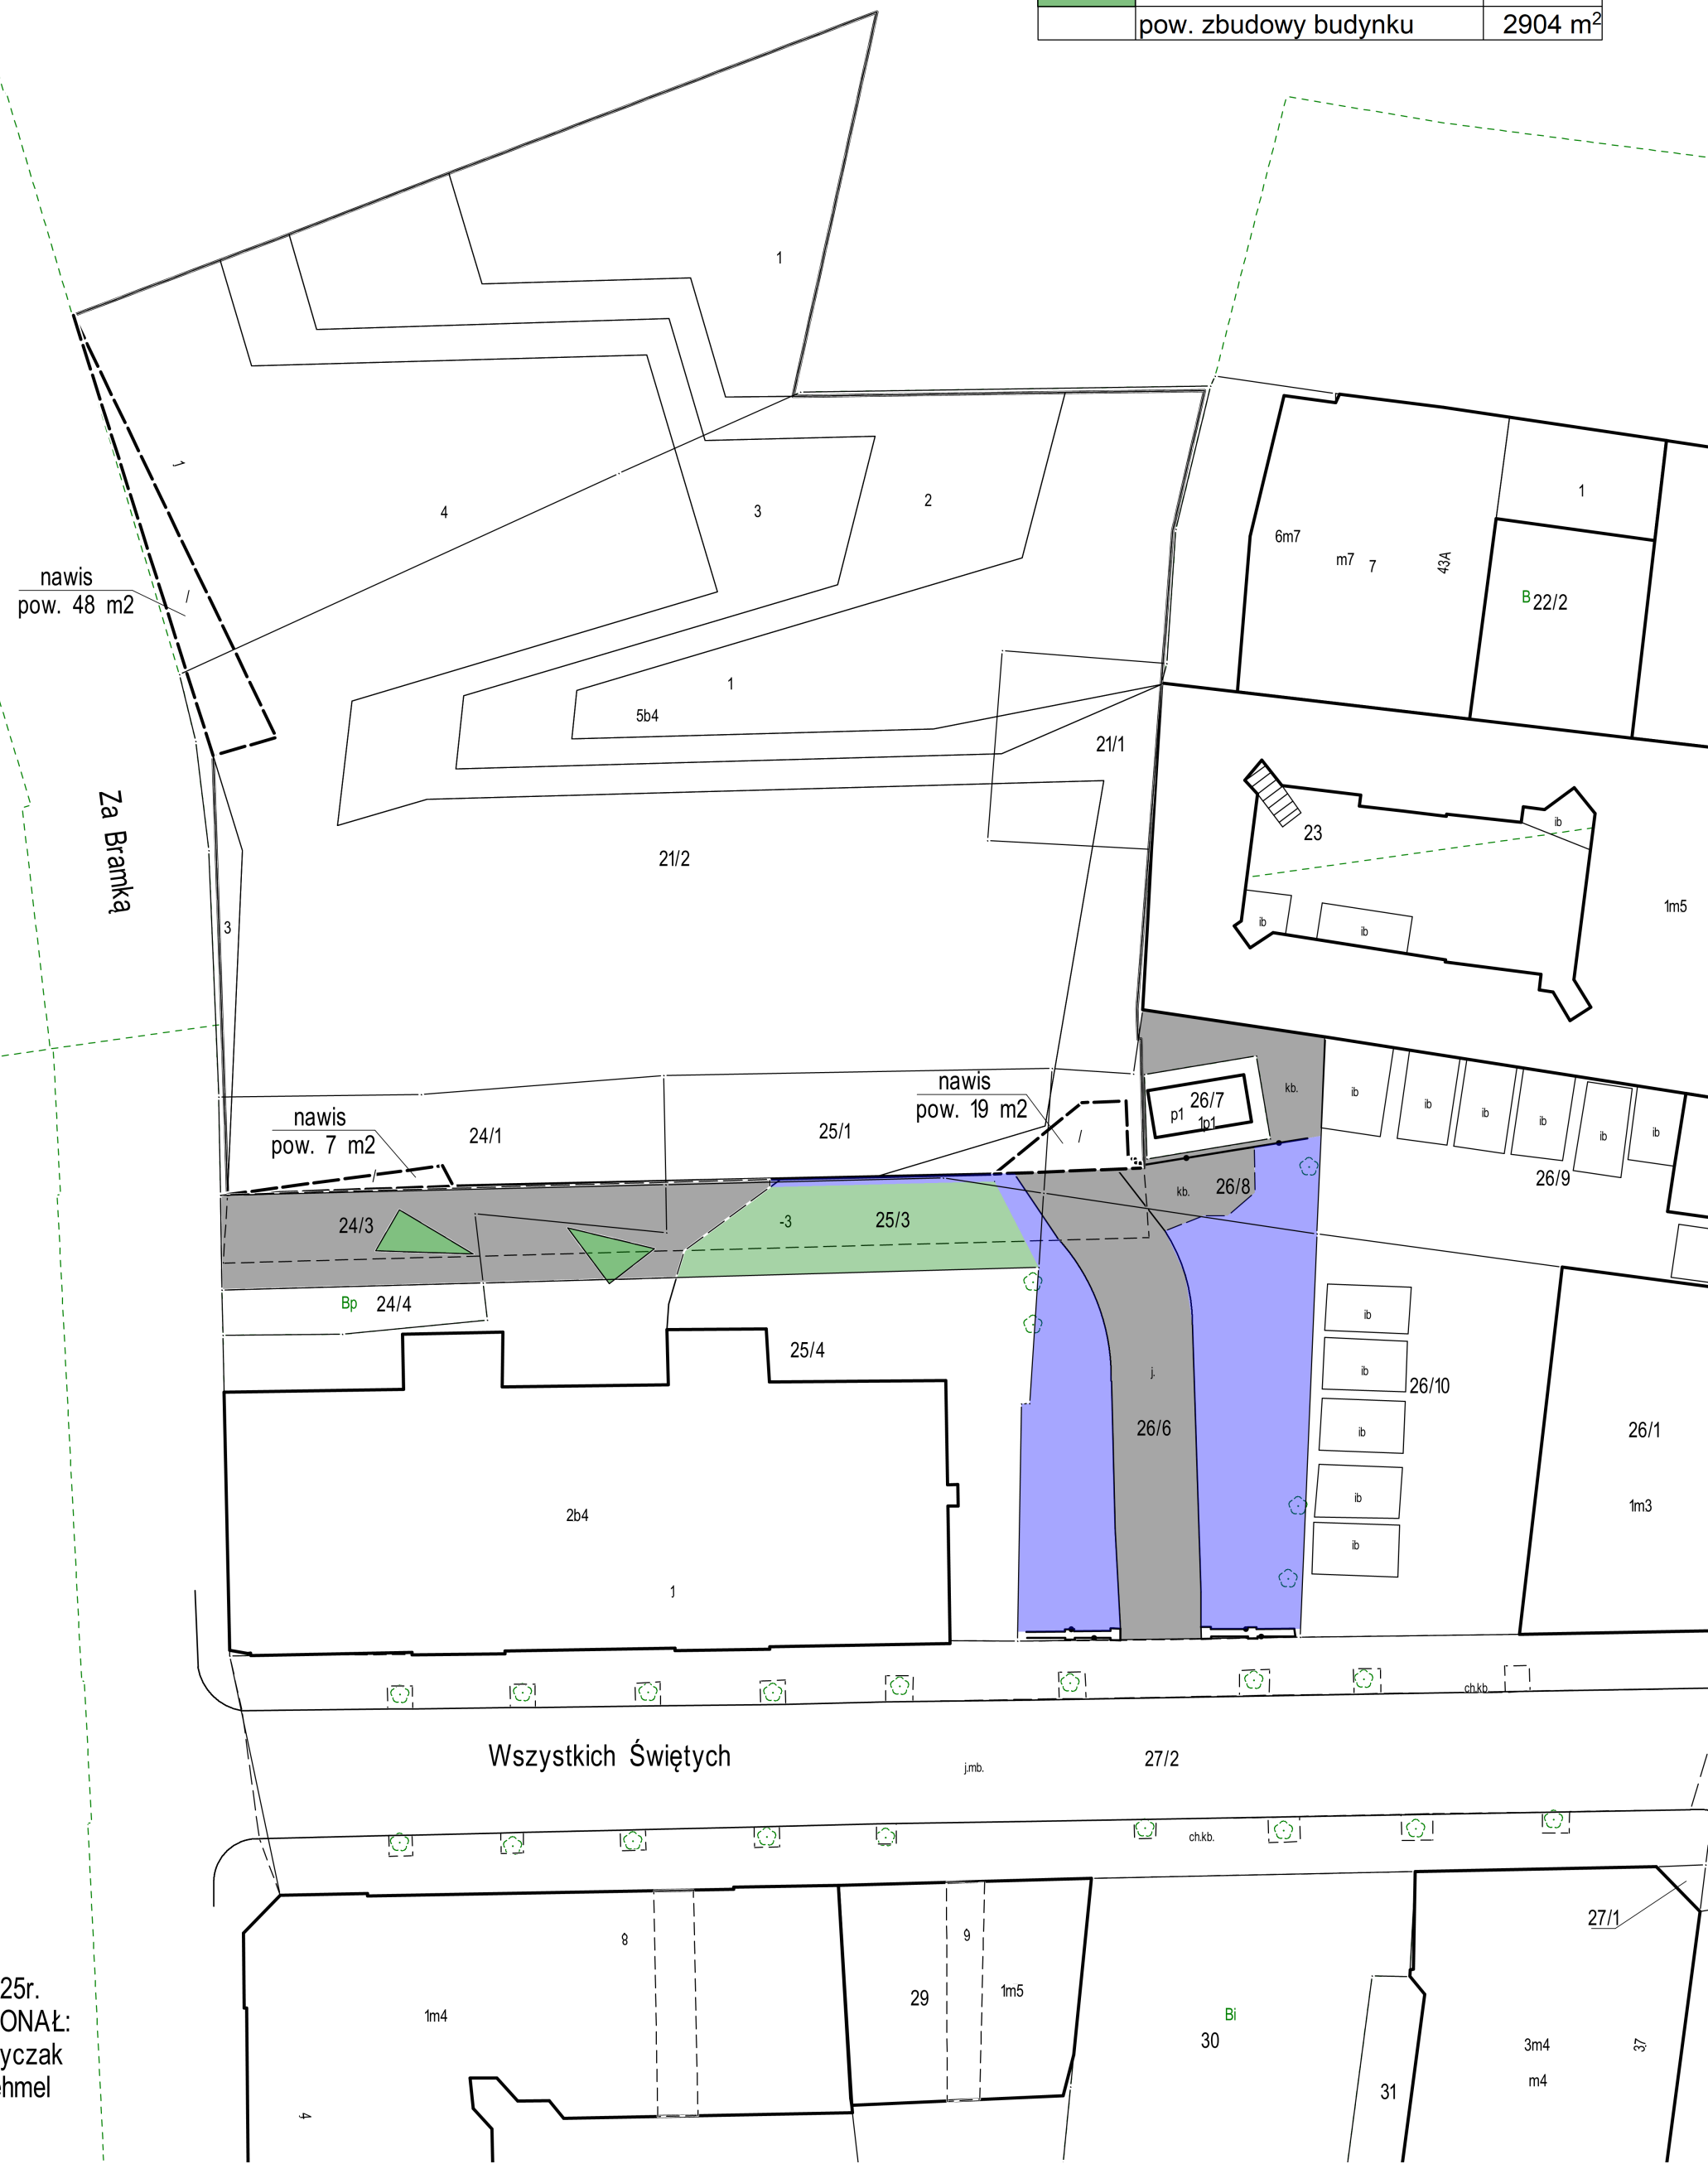 pow. zbudowy budynku 2904 m²
1
1
4
3
2
6m7
m7
7
43A
1
B
22/2
nawis
pow. 48 m2
1
5b4
21/1
Za Bramką
21/2
23
ib
ib
ib
1m5
3
nawis
pow. 19 m2
nawis
pow. 7 m2
24/1
25/1
26/7
p1
1p1
kb.
ib
ib
ib
ib
ib
ib
26/9
24/3
-3
25/3
kb.
26/8
Bp
24/4
25/4
j.
26/6
ib
ib
ib
ib
ib
26/10
26/1
1m3
2b4
1
ch.kb.
Wszystkich Świętych
j.mb.
27/2
ch.kb.
27/1
8
9
1m4
29
1m5
Bi
30
31
3m4
m4
37
4
25r.
ONAŁ:
yczak
hmel